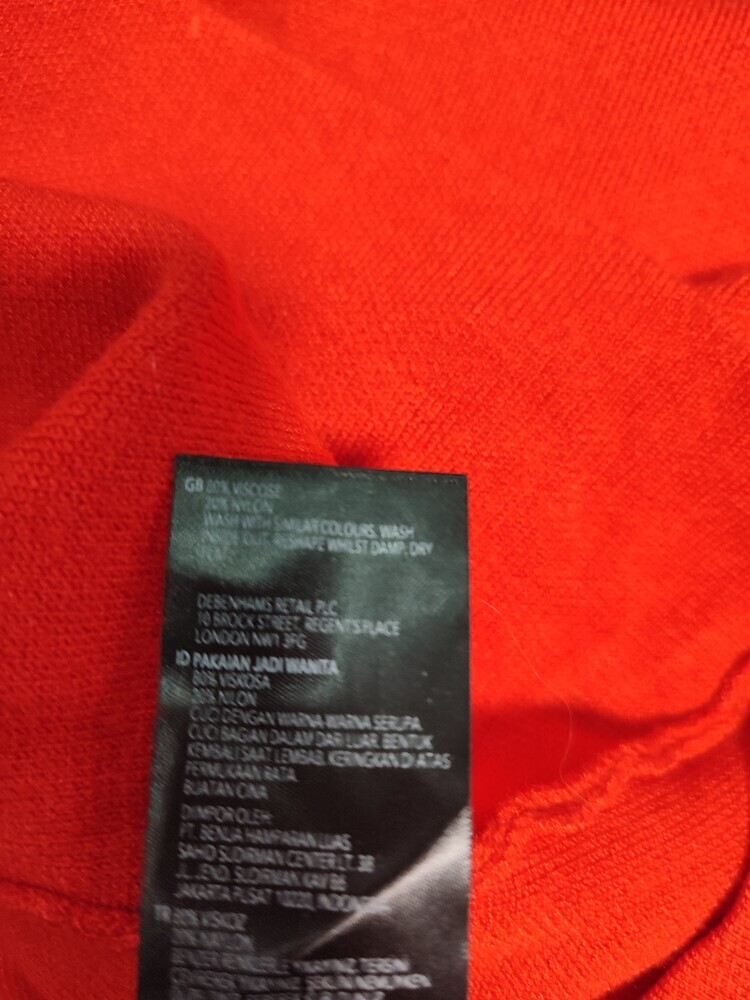 GB 80% VISCOSE
20% NYLON
WASH WITH SIMILAR COLOURS. WASH
INSIDE OUT. RESHAPE WHILST DAMP. DRY
FLAT
DEBENHAMS RETAIL PLC
10 BROCK STREET, REGENT'S PLACE
LONDON NW1 3FG
ID PAKAIAN JADI WANITA
80% VISKOSA
20% NILON
CUCI DENGAN WARNA-WARNA SERUPA.
CUCI BAGIAN DALAM DARI LUAR. BENTUK
KEMBALI SAAT LEMBAB. KERINGKAN DI ATAS
PERMUKAAN RATA
BUATAN CINA
DIIMPOR OLEH:
PT. BENUA HAMPARAN LUAS
SAHID SUDIRMAN CENTER LT. 38
JL. JEND. SUDIRMAN KAV 86
JAKARTA PUSAT 10220, INDONESIA
TR 80% VISKOZ
20% NAYLON